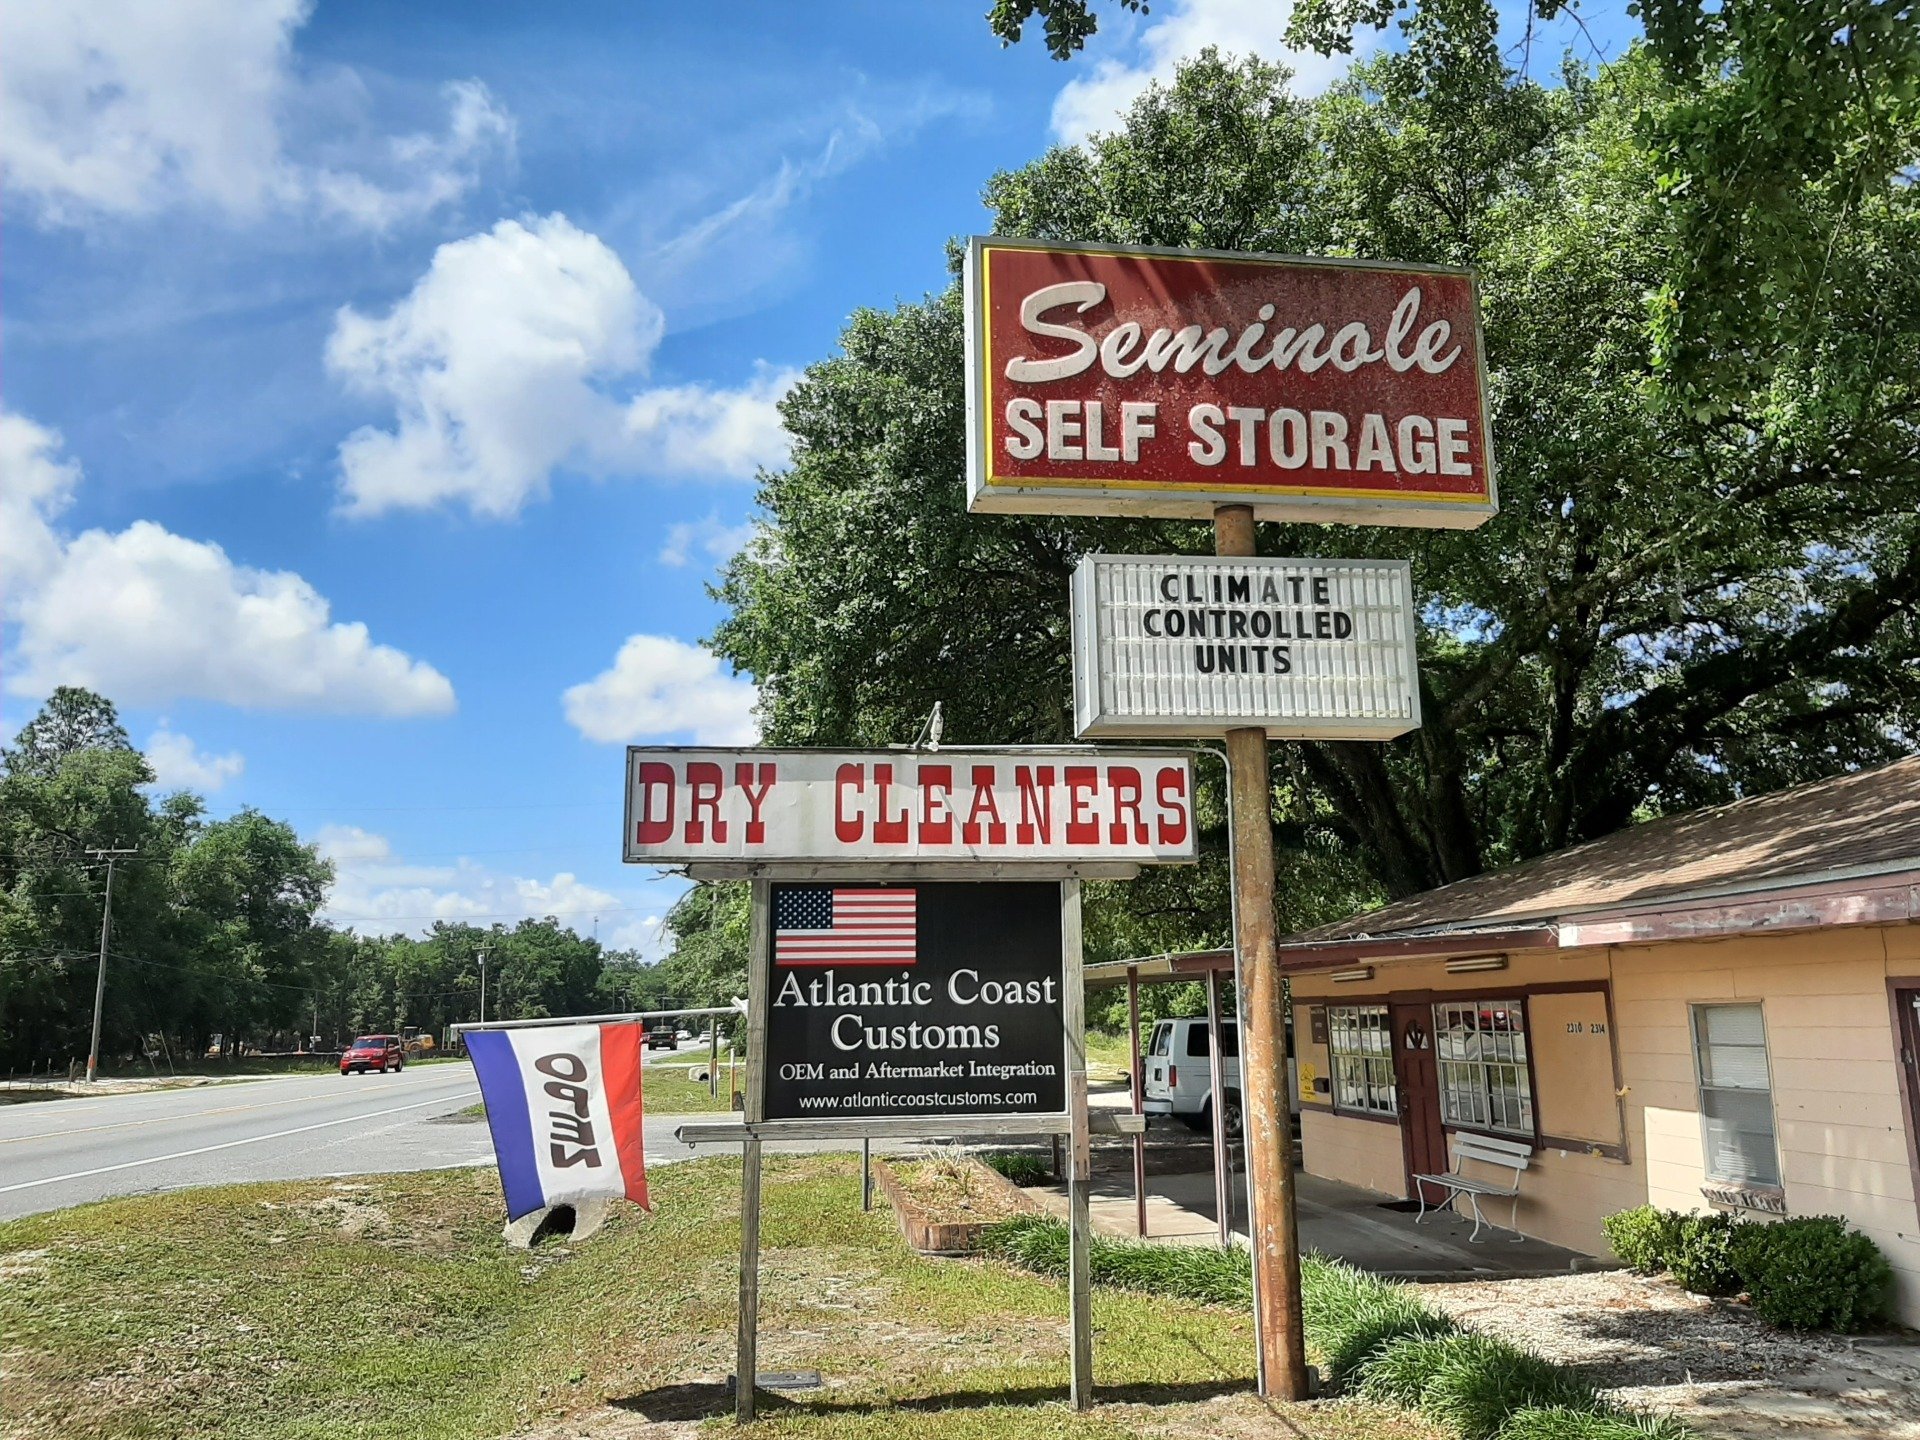 Seminole
SELF STORAGE
CLIMATE
CONTROLLED
UNITS
DRY CLEANERS
Atlantic Coast
Customs
OEM and Aftermarket Integration
www.atlanticcoastcustoms.com
OPEN
2310 2314